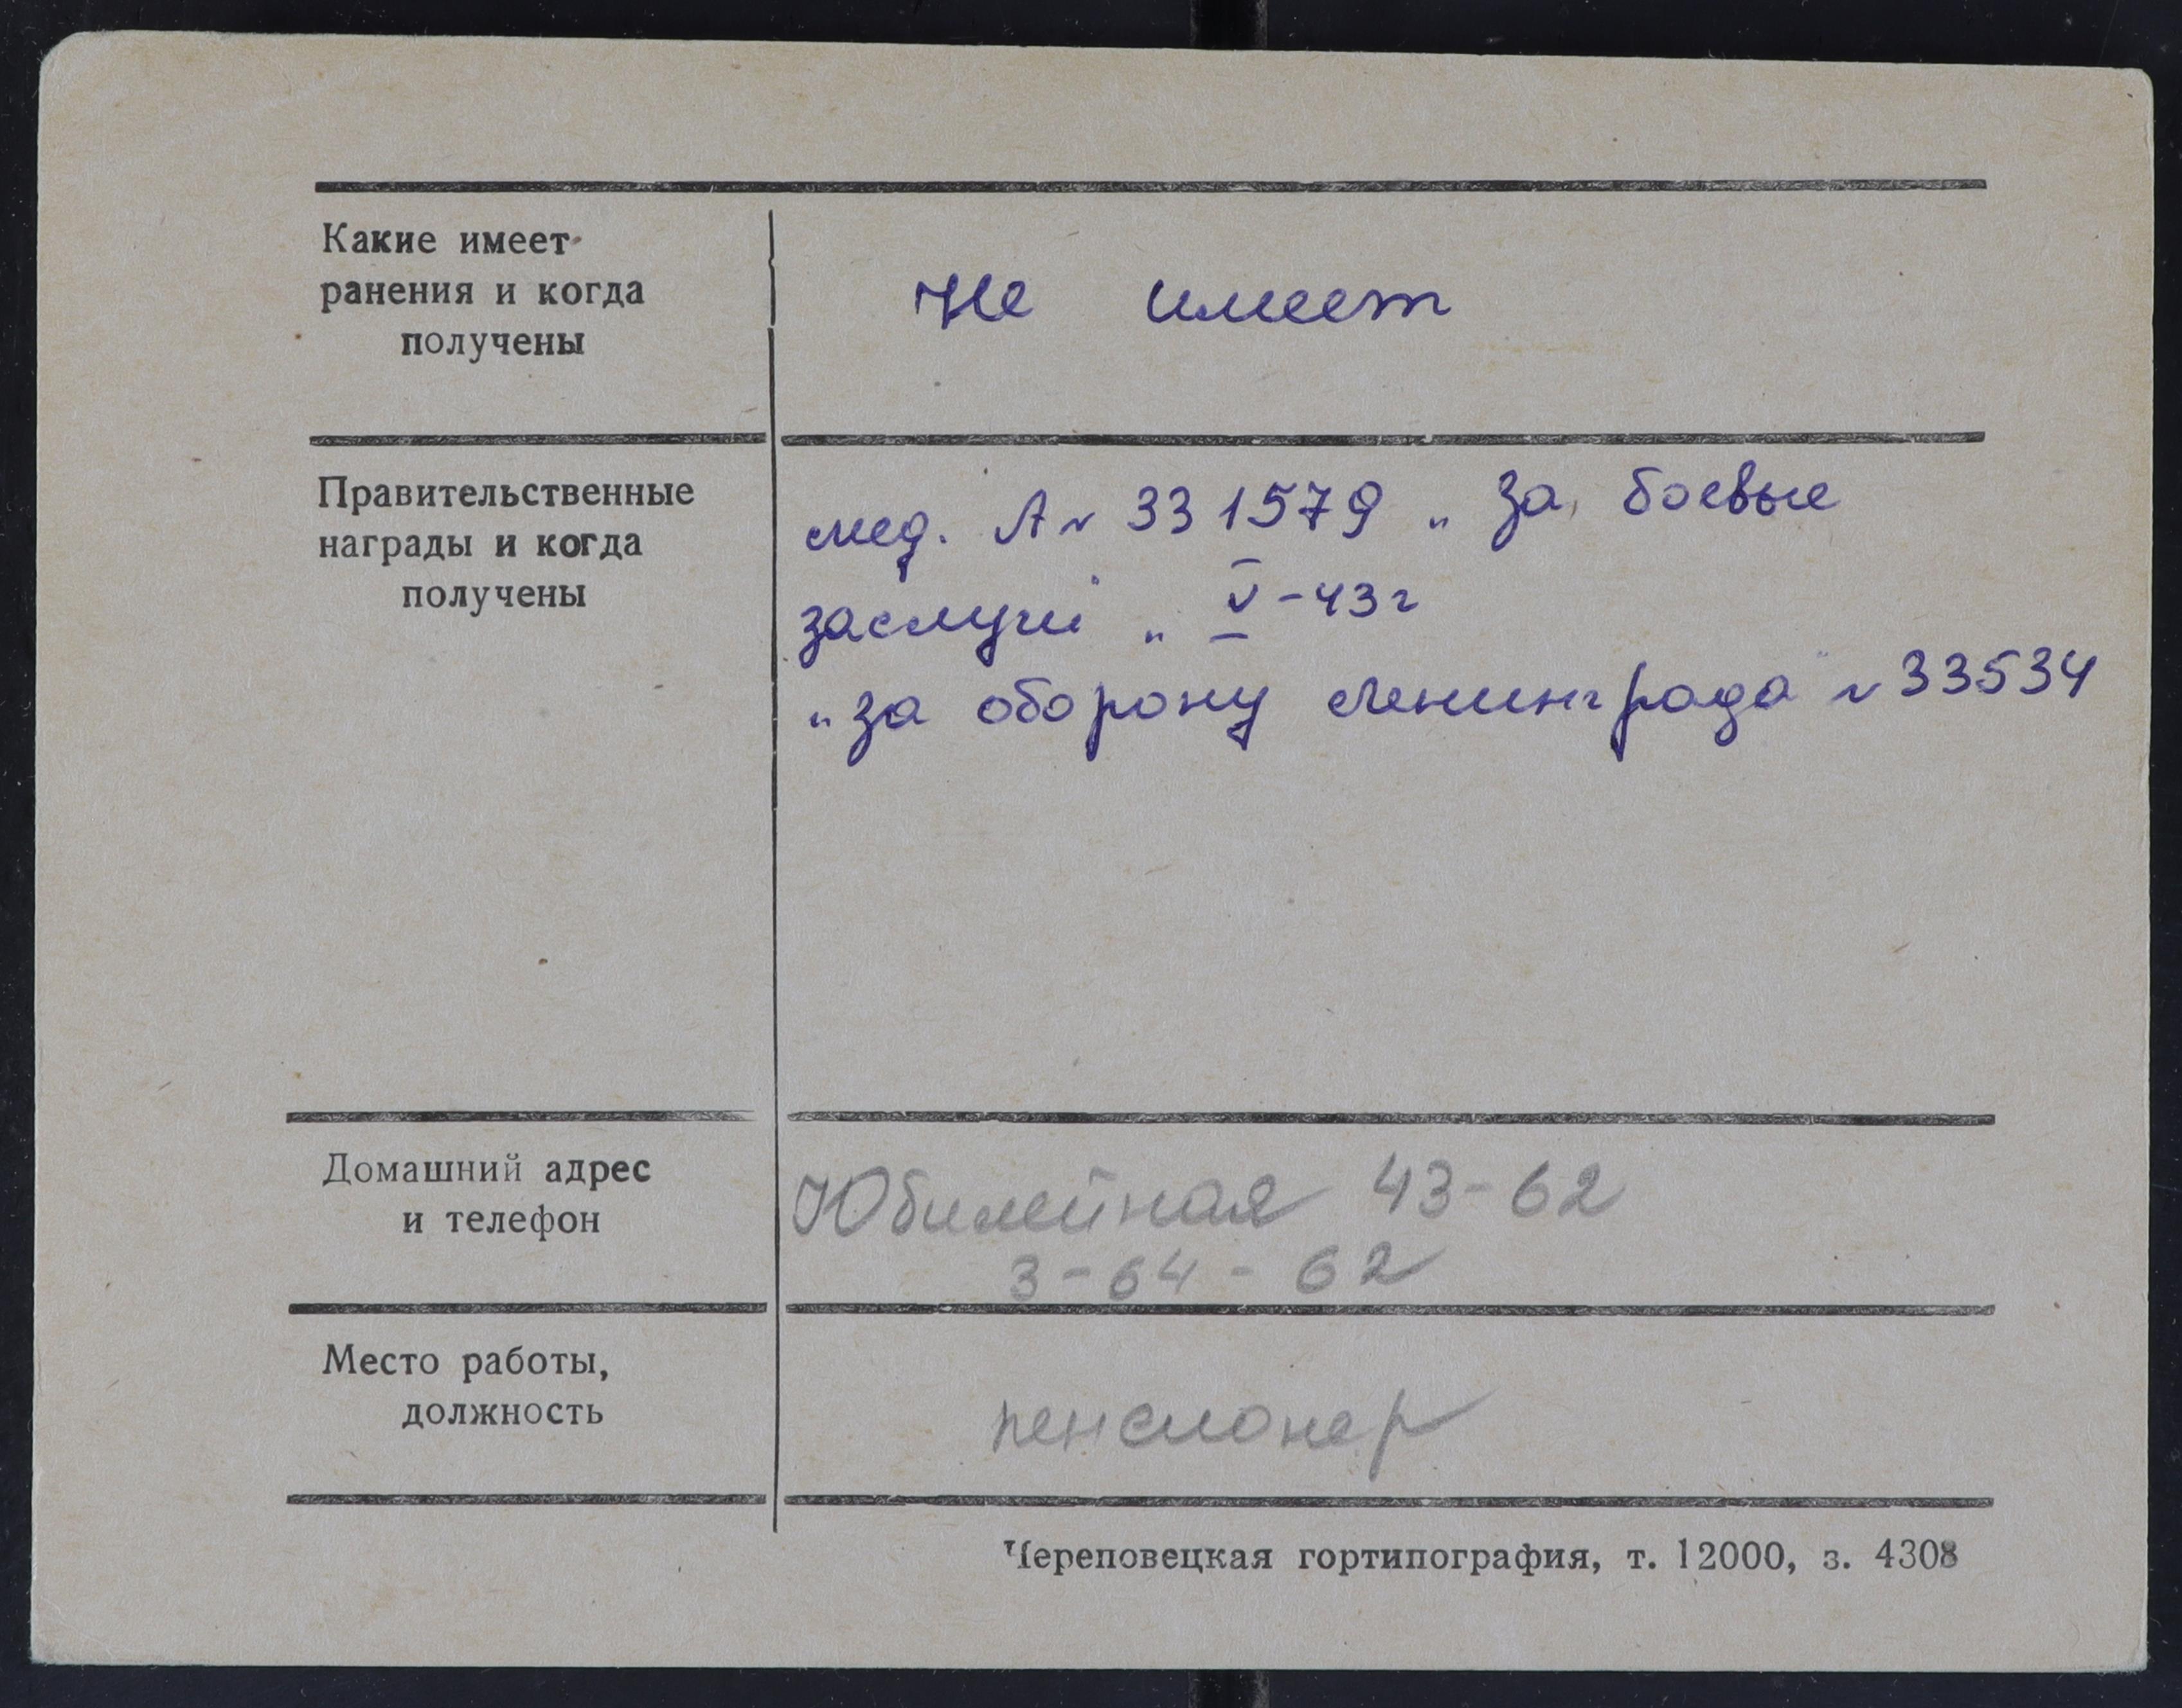 Какие имеет
ранения и когда
получены
Не имеет
Правительственные
награды и когда
получены
мед. А № 331579 „За боевые
заслуги„ V-43г
„за оборону Ленинграда" № 33534
Домашний адрес
и телефон
Юбилейная 43-62
3-64-62
Место работы,
должность
пенсионер
Череповецкая гортипография, т. 12000, з. 4308